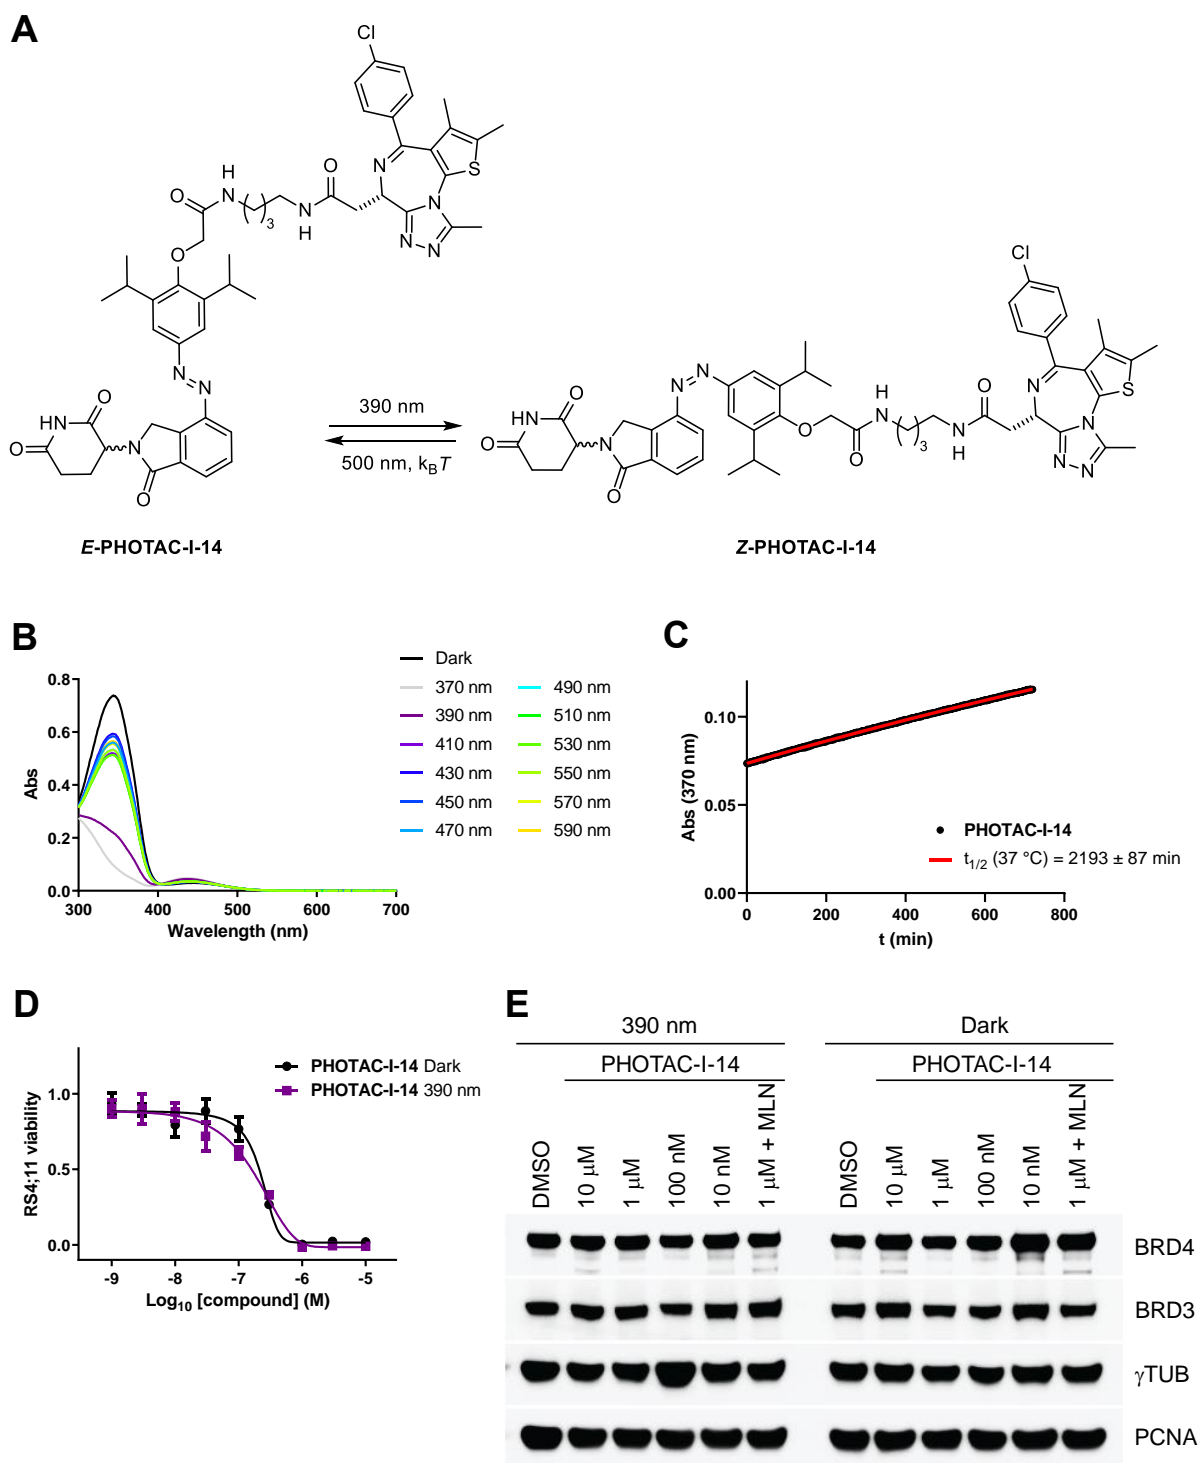 A
Cl
N
S
N
N
N
O
H
N
N
H
O
O
O
N
N
O
NH
O
N
O
3
390 nm
500 nm, kBT
Cl
N
S
N
N
N
N
N
O
NH
O
N
O
O
O
H
N
3
N
H
O
E-PHOTAC-I-14
Z-PHOTAC-I-14
B
Dark
370 nm
390 nm
410 nm
430 nm
450 nm
470 nm
490 nm
510 nm
530 nm
550 nm
570 nm
590 nm
0.8
0.6
0.4
0.2
0.0
300 400 500 600 700
Abs
Wavelength (nm)
C
0.10
0.05
0.00
0 200 400 600 800
Abs (370 nm)
t (min)
PHOTAC-I-14
t1/2 (37 °C) = 2193 ± 87 min
D
PHOTAC-I-14 Dark
PHOTAC-I-14 390 nm
1.0
0.5
0.0
-9 -8 -7 -6 -5
RS4;11 viability
Log10 [compound] (M)
E
390 nm
Dark
PHOTAC-I-14
PHOTAC-I-14
DMSO
10 μM
1 μM
100 nM
10 nM
1 μM + MLN
DMSO
10 μM
1 μM
100 nM
10 nM
1 μM + MLN
BRD4
BRD3
γTUB
PCNA